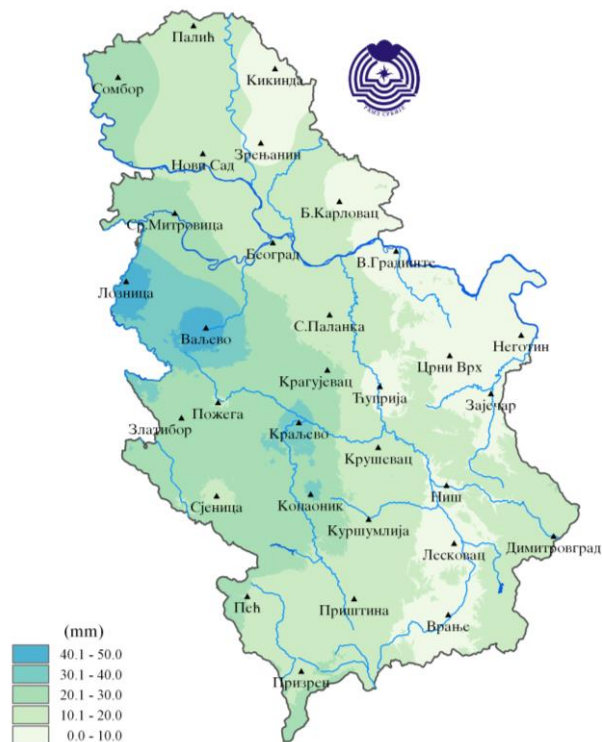 Палић
Кикинда
Сомбор
РХМЗ СРБИЈЕ
Зрењанин
Нови Сад
Б.Карловац
Ср.Митровица
Београд
В.Градиште
Лозница
С.Паланка
Ваљево
Неготин
Црни Врх
Крагујевац
Ћуприја
Зајечар
Пожега
Златибор
Краљево
Крушевац
Ниш
Сјеница
Копаоник
Куршумлија
Лесковац
Димитровград
Пећ
Приштина
Врање
Призрен
(mm)
40.1 - 50.0
30.1 - 40.0
20.1 - 30.0
10.1 - 20.0
0.0 - 10.0